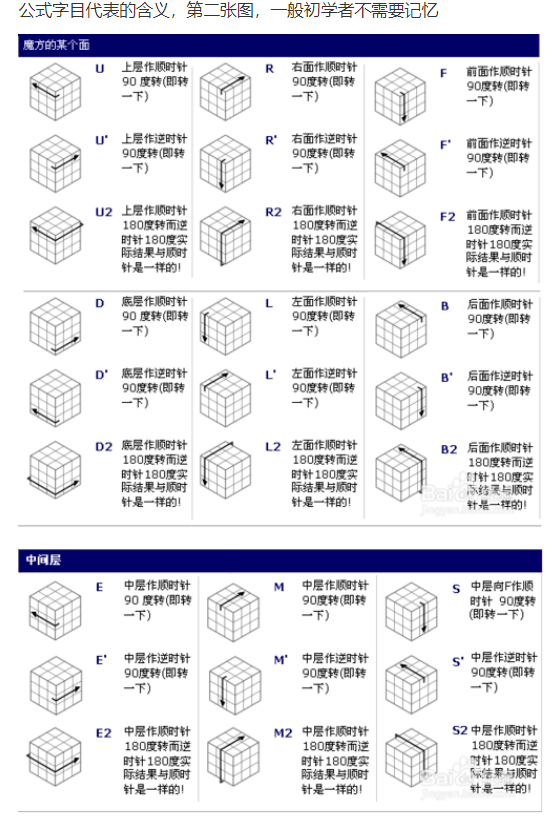 公式字目代表的含义，第二张图，一般初学者不需要记忆
魔方的某个面
U 上层作顺时针
90 度转(即转
一下)
R 右面作顺时针
90度转(即转
一下)
F 前面作顺时针
90度转(即转
一下)
U' 上层作逆时针
90度转(即转
一下)
R' 右面作逆时针
90度转(即转
一下)
F' 前面作逆时针
90度转(即转
一下)
U2 上层作顺时针
180度转而逆
时针180度实
际结果与顺时
针是一样的!
R2 右面作顺时针
180度转而逆
时针180度实
际结果与顺时
针是一样的!
F2 前面作顺时针
180度转而逆
时针180度实
际结果与顺时
针是一样的!
D 底层作顺时针
90 度转(即转
一下)
L 左面作顺时针
90度转(即转
一下)
B 后面作顺时针
90度转(即转
一下)
D' 底层作逆时针
90度转(即转
一下)
L' 左面作逆时针
90度转(即转
一下)
B' 后面作逆时针
90度转(即转
一下)
D2 底层作顺时针
180度转而逆
时针180度实
际结果与顺时
针是一样的!
L2 左面作顺时针
180度转而逆
时针180度实
际结果与顺时
针是一样的!
B2 后面作顺时针
180度转而逆
时针180度实
际结果与顺时
针是一样的!
中间层
E 中层作顺时针
90 度转(即转
一下)
M 中层作顺时针
90度转(即转
一下)
S 中层向F作顺
时针 90度转
(即转一下)
E' 中层作逆时针
90度转(即转
一下)
M' 中层作逆时针
90度转(即转
一下)
S' 中层作逆时针
90度转(即转
一下)
E2 中层作顺时针
180度转而逆
时针180度实
际结果与顺时
针是一样的!
M2 中层作顺时针
180度转而逆
时针180度实
际结果与顺时
针是一样的!
S2 中层作顺时针
180度转而逆
时针180度实
际结果与顺时
针是一样的!